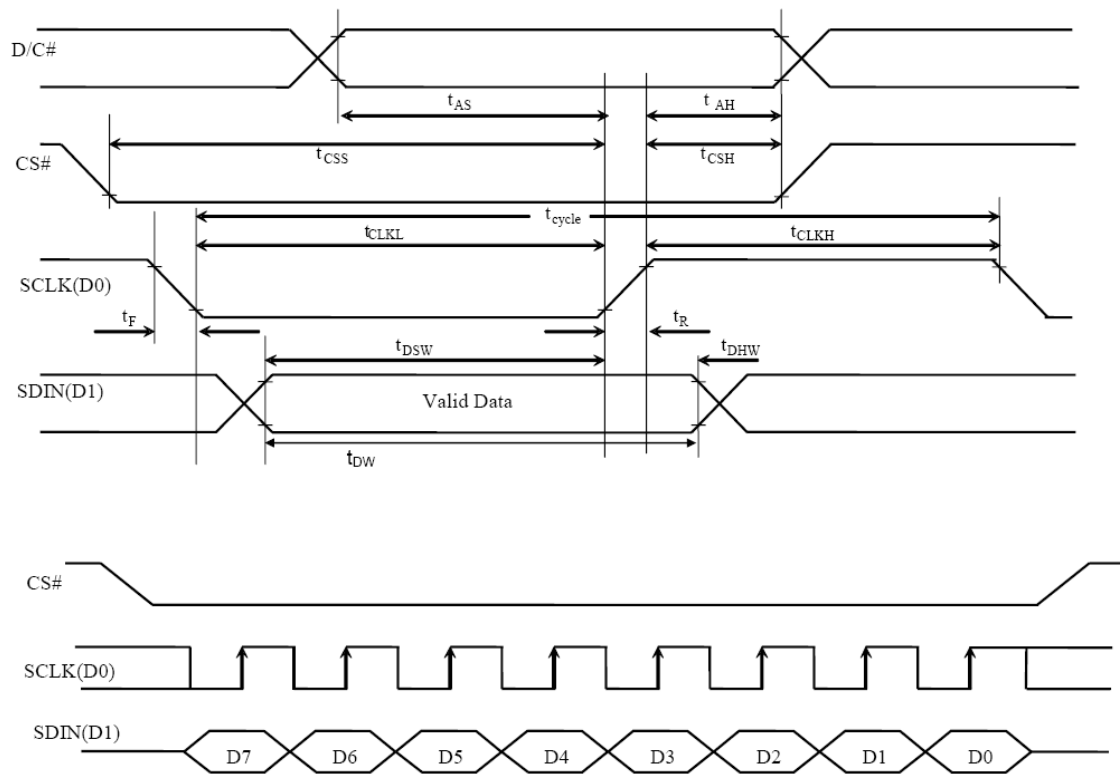 D/C#
tAS
t AH
tCSS
tCSH
CS#
tcycle
tCLKL
tCLKH
SCLK(D0)
tF
tR
tDSW
tDHW
SDIN(D1)
Valid Data
tDW
CS#
SCLK(D0)
SDIN(D1)
D7 D6 D5 D4 D3 D2 D1 D0